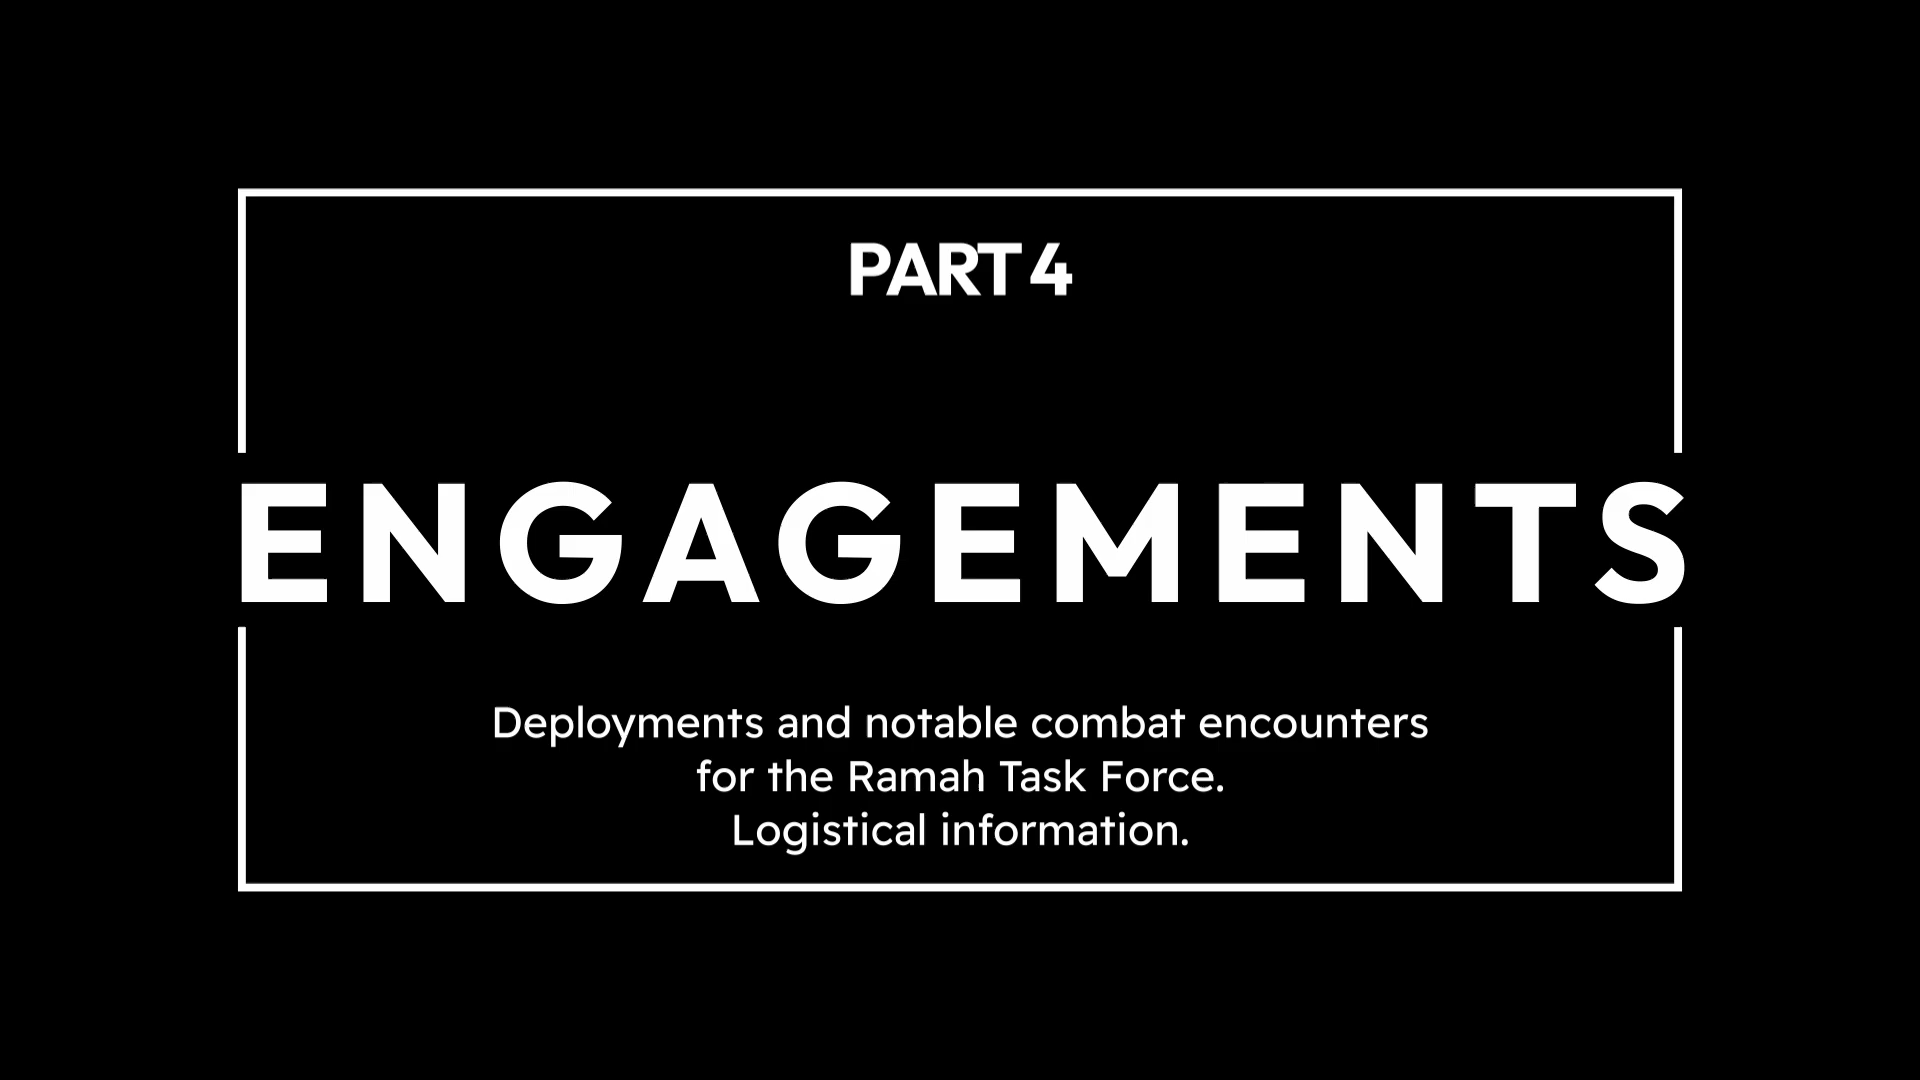 PART 4
ENGAGEMENTS
Deployments and notable combat encounters
for the Ramah Task Force.
Logistical information.